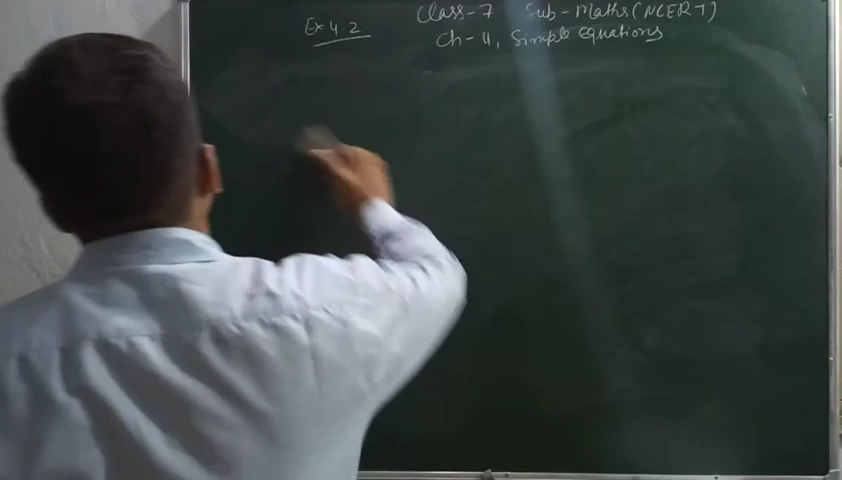 Ex 4.2
Class-7 Sub-Maths (NCERT)
Ch-4, Simple equations